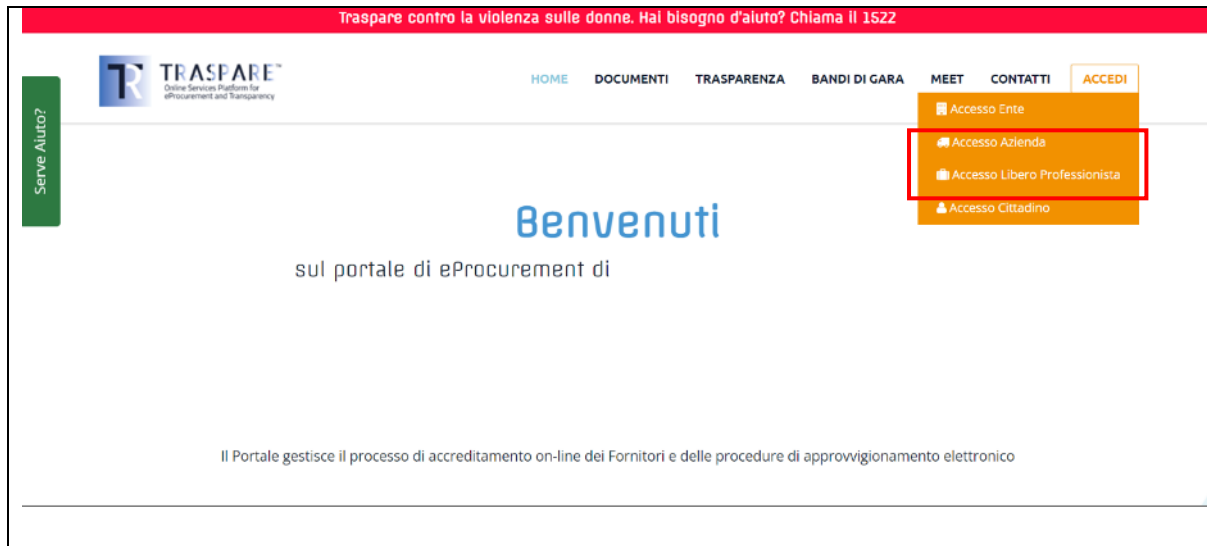 Traspare contro la violenza sulle donne. Hai bisogno d'aiuto? Chiama il 1522
TR TRASPARE™
Online Services Platform for
eProcurement and Transparency
HOME DOCUMENTI TRASPARENZA BANDI DI GARA MEET CONTATTI ACCEDI
Accesso Ente
Accesso Azienda
Accesso Libero Professionista
Accesso Cittadino
Serve Aiuto?
Benvenuti
sul portale di eProcurement di
Il Portale gestisce il processo di accreditamento on-line dei Fornitori e delle procedure di approvvigionamento elettronico